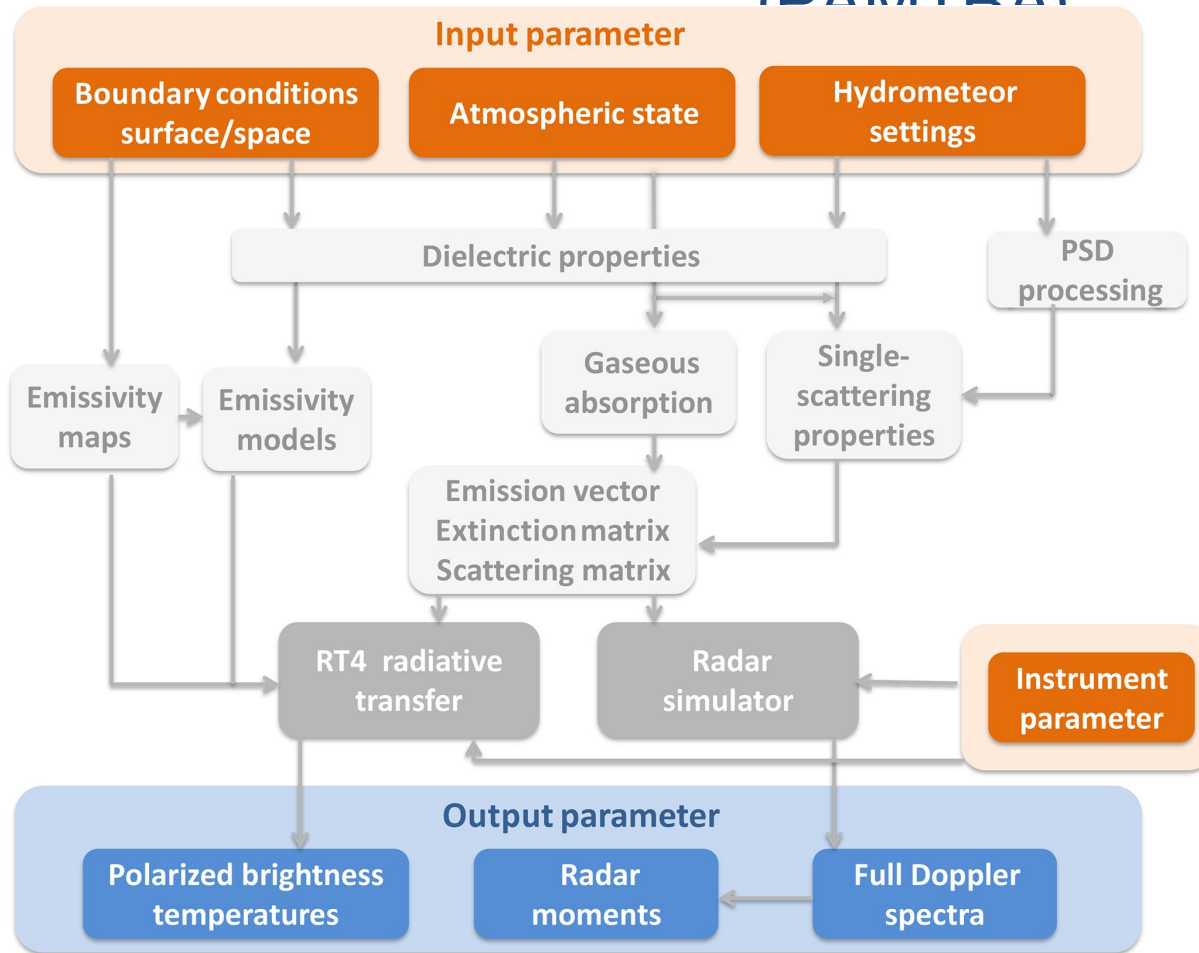 (PAMTRA)
Input parameter
Boundary conditions
surface/space
Atmospheric state
Hydrometeor
settings
Dielectric properties
PSD
processing
Gaseous
absorption
Single-
scattering
properties
Emissivity
maps
Emissivity
models
Emission vector
Extinction matrix
Scattering matrix
RT4 radiative
transfer
Radar
simulator
Instrument
parameter
Output parameter
Polarized brightness
temperatures
Radar
moments
Full Doppler
spectra